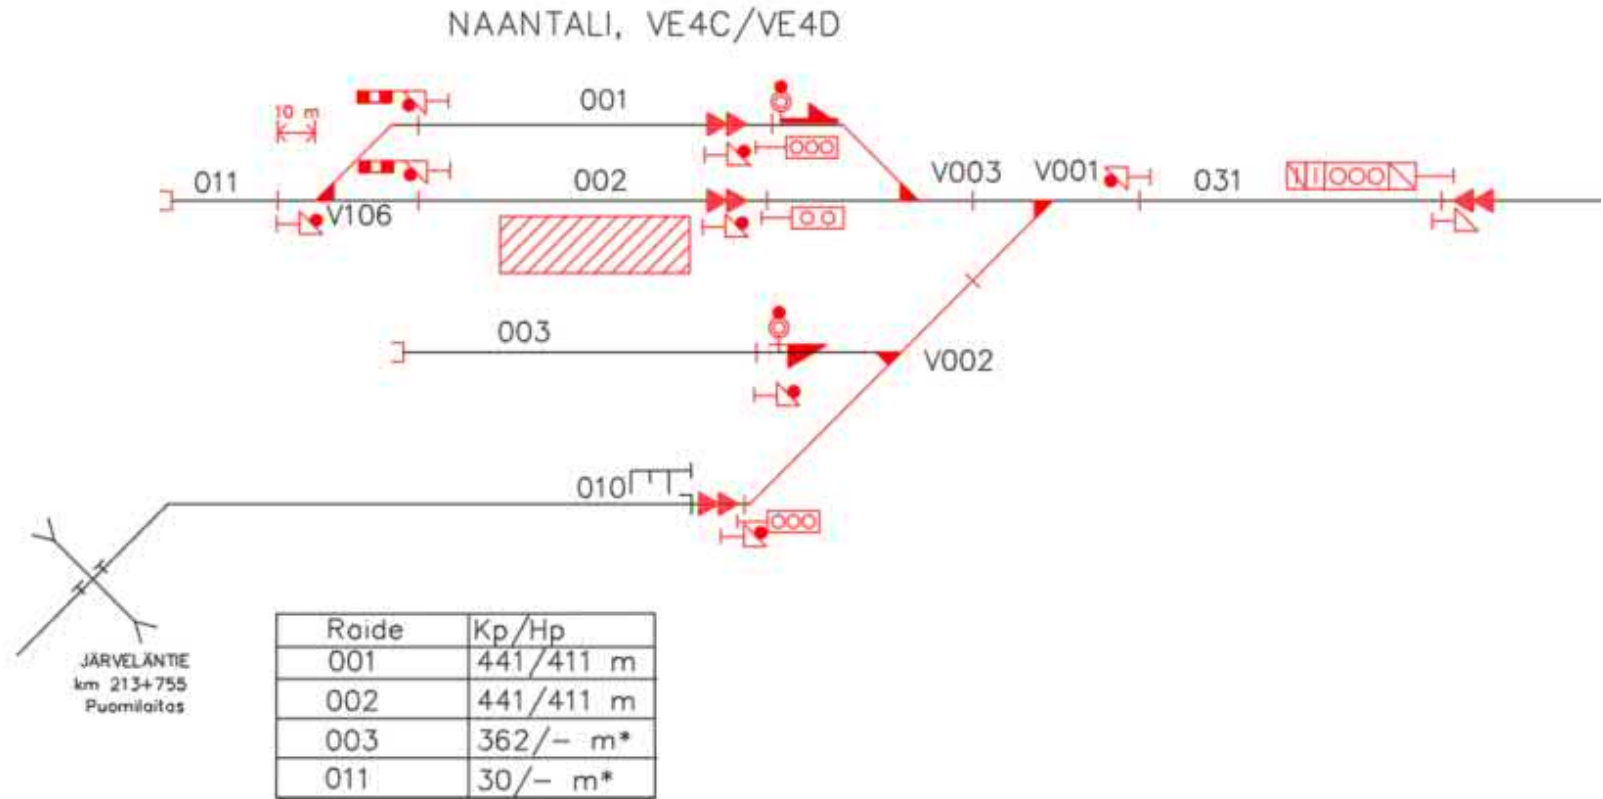 NAANTALI, VE4C/VE4D
10 m
001
011
V106
002
V003
V001
031
003
V002
010
JÄRVELÄNTIE
km 213+755
Puomilaitos
Raide Kp/Hp
001 441/411 m
002 441/411 m
003 362/– m*
011 30/– m*